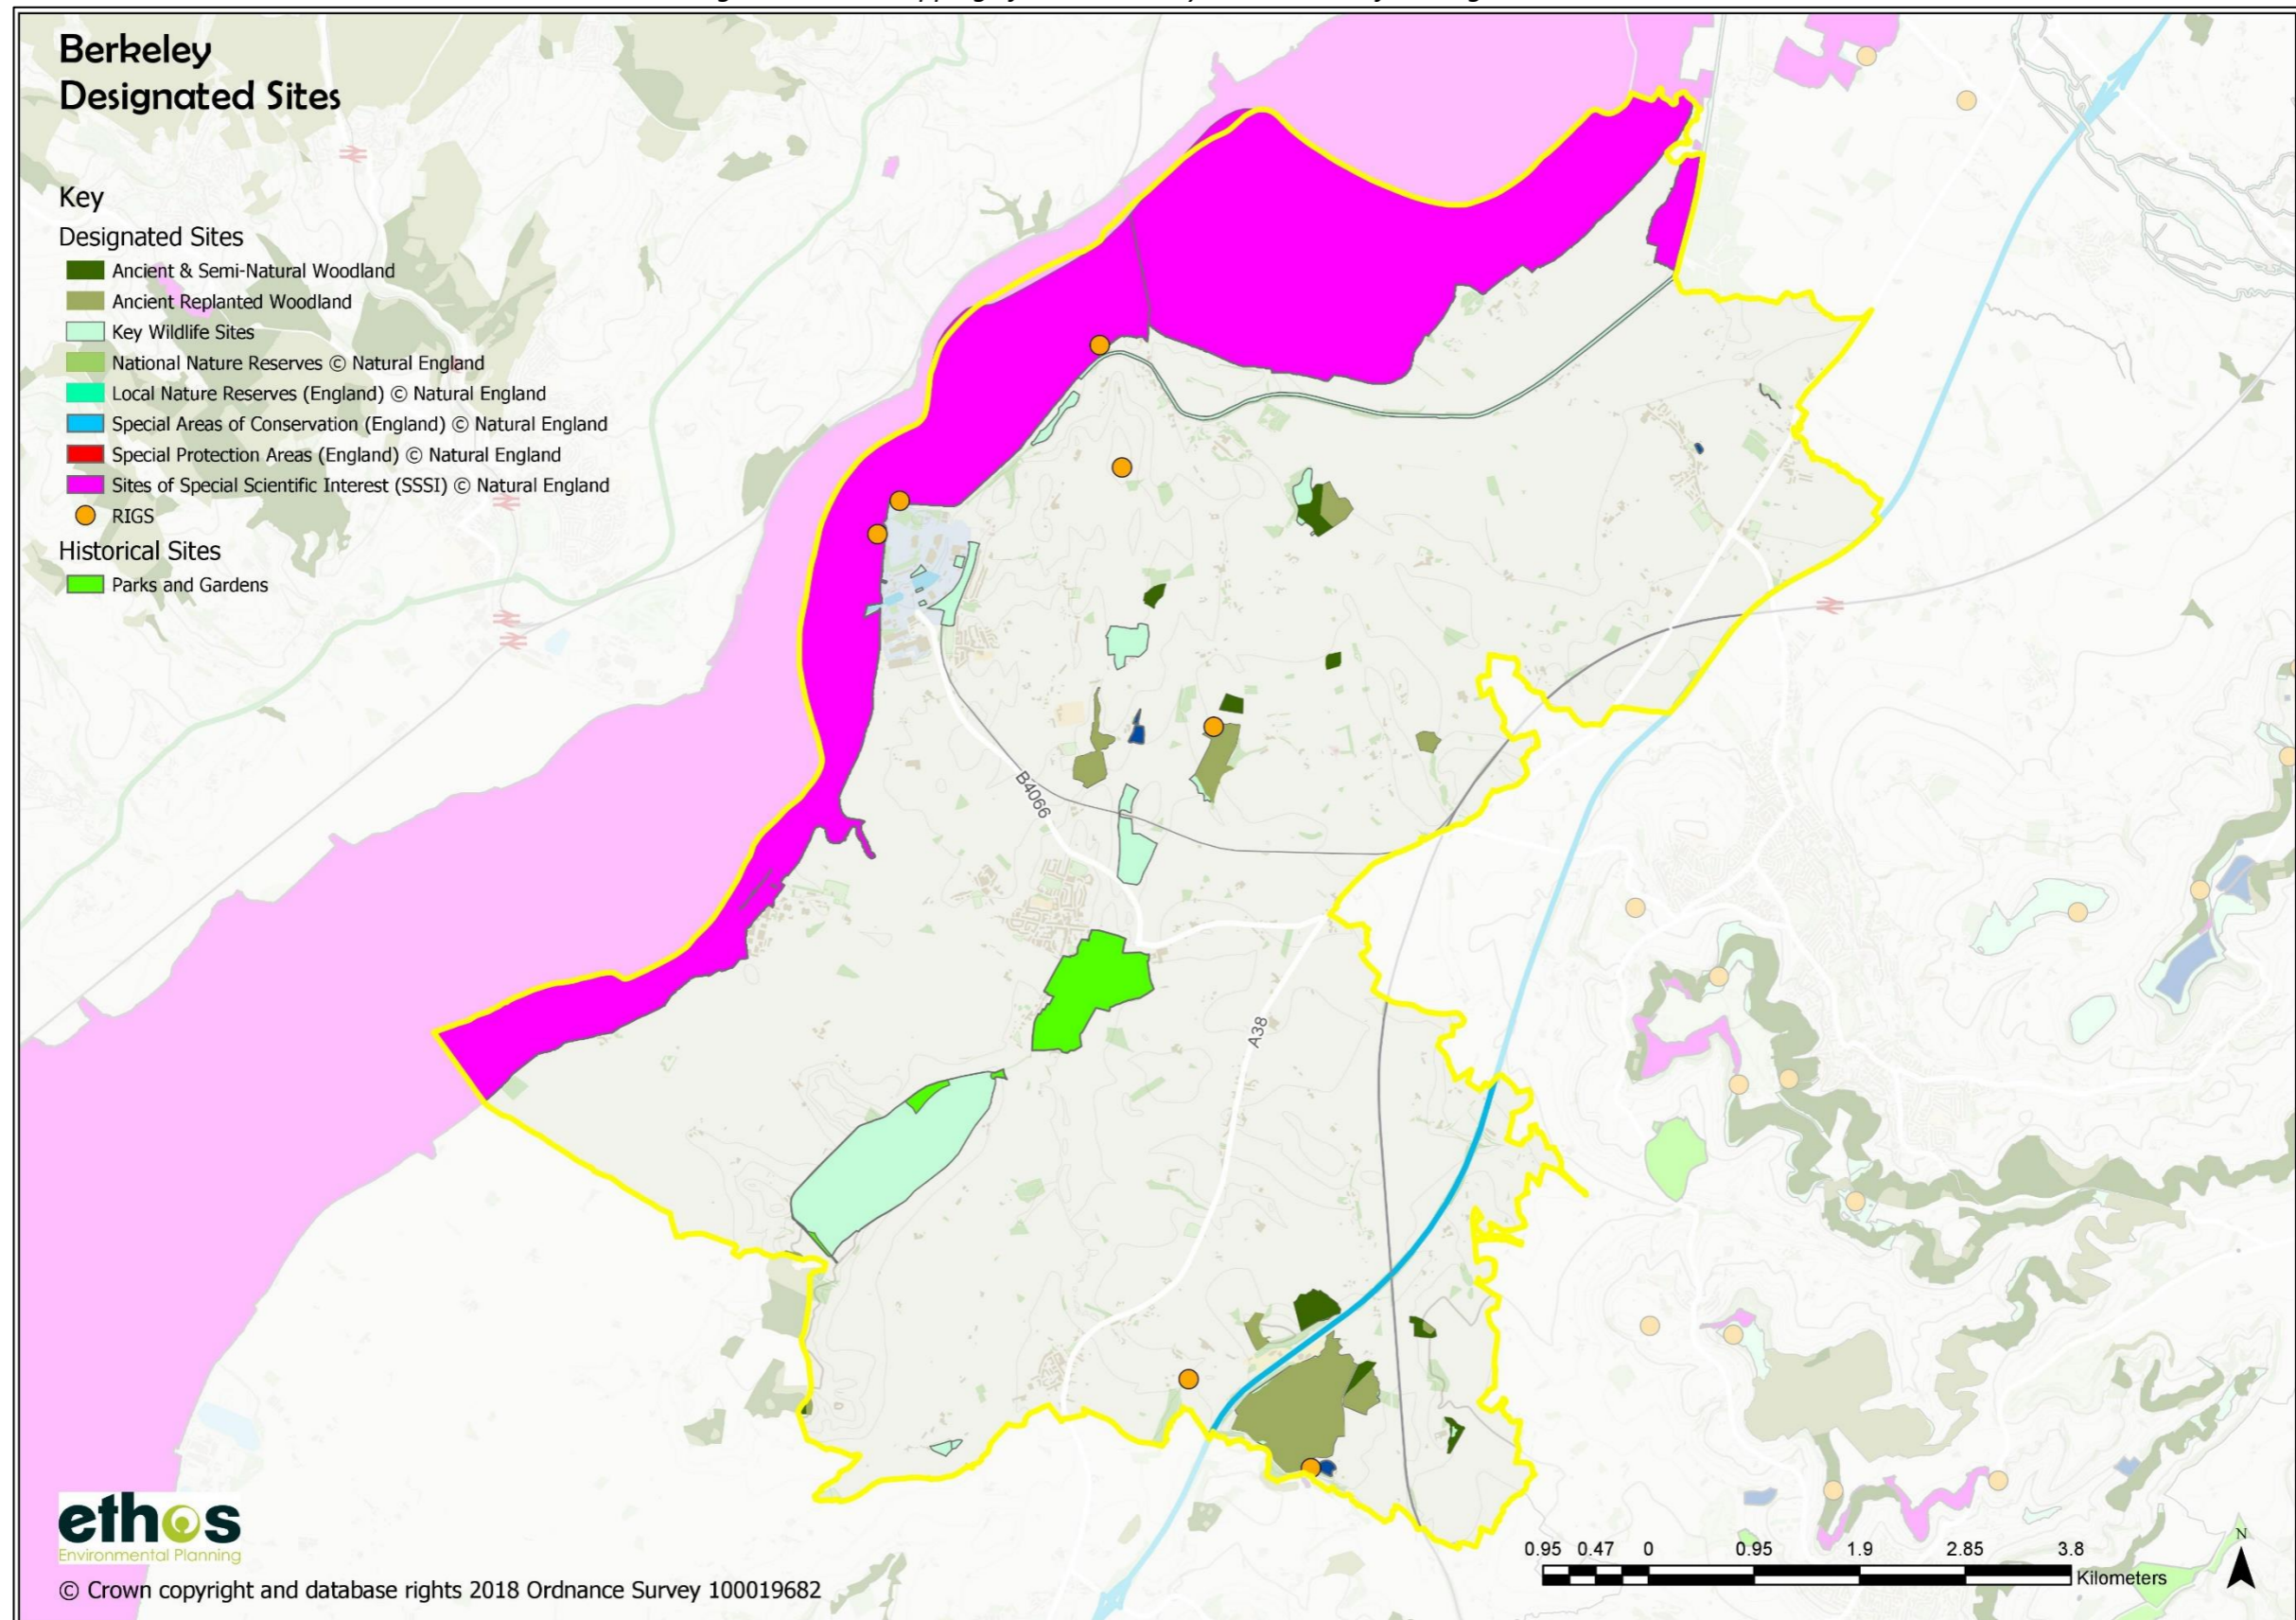 Berkeley
Designated Sites
Key
Designated Sites
Ancient & Semi-Natural Woodland
Ancient Replanted Woodland
Key Wildlife Sites
National Nature Reserves © Natural England
Local Nature Reserves (England) © Natural England
Special Areas of Conservation (England) © Natural England
Special Protection Areas (England) © Natural England
Sites of Special Scientific Interest (SSSI) © Natural England
RIGS
Historical Sites
Parks and Gardens
B4066
A38
ethos
Environmental Planning
© Crown copyright and database rights 2018 Ordnance Survey 100019682
0.95 0.47 0 0.95 1.9 2.85 3.8
Kilometers
N